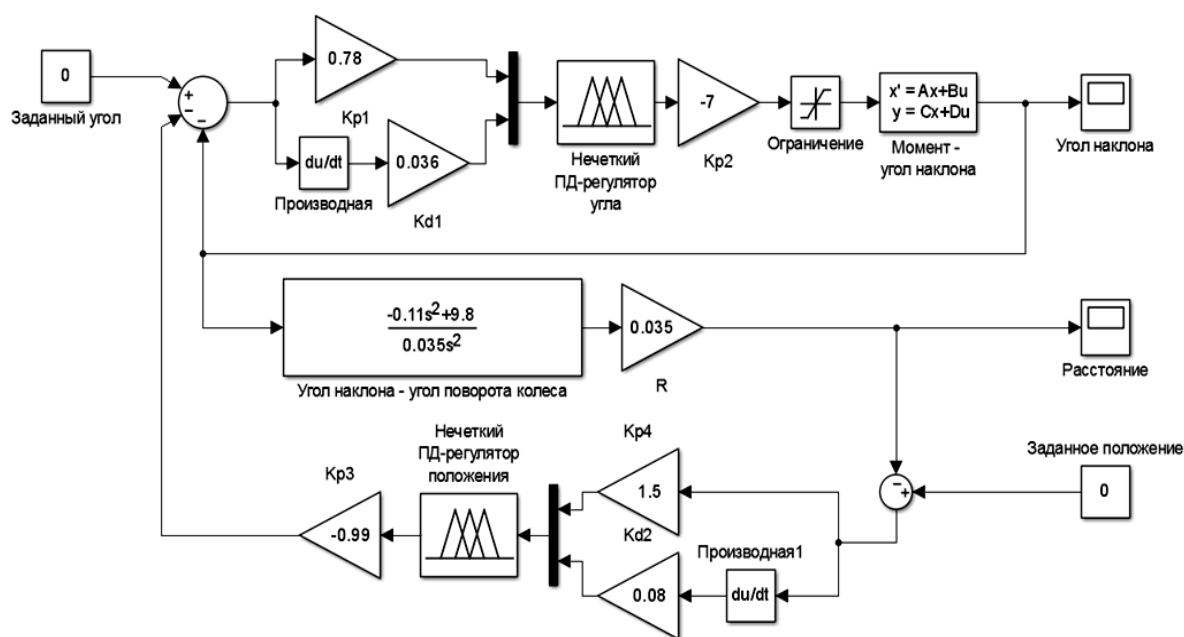 0
Заданный угол
+
−
−
0.78
Kp1
du/dt
Производная
0.036
Kd1
Нечеткий
ПД-регулятор
угла
-7
Kp2
Ограничение
x' = Ax+Bu
y = Cx+Du
Момент -
угол наклона
Угол наклона
-0.11s²+9.8
0.035s²
Угол наклона - угол поворота колеса
0.035
R
Расстояние
Kp3
-0.99
Нечеткий
ПД-регулятор
положения
Kp4
1.5
Kd2
0.08
Производная1
du/dt
−
+
Заданное положение
0